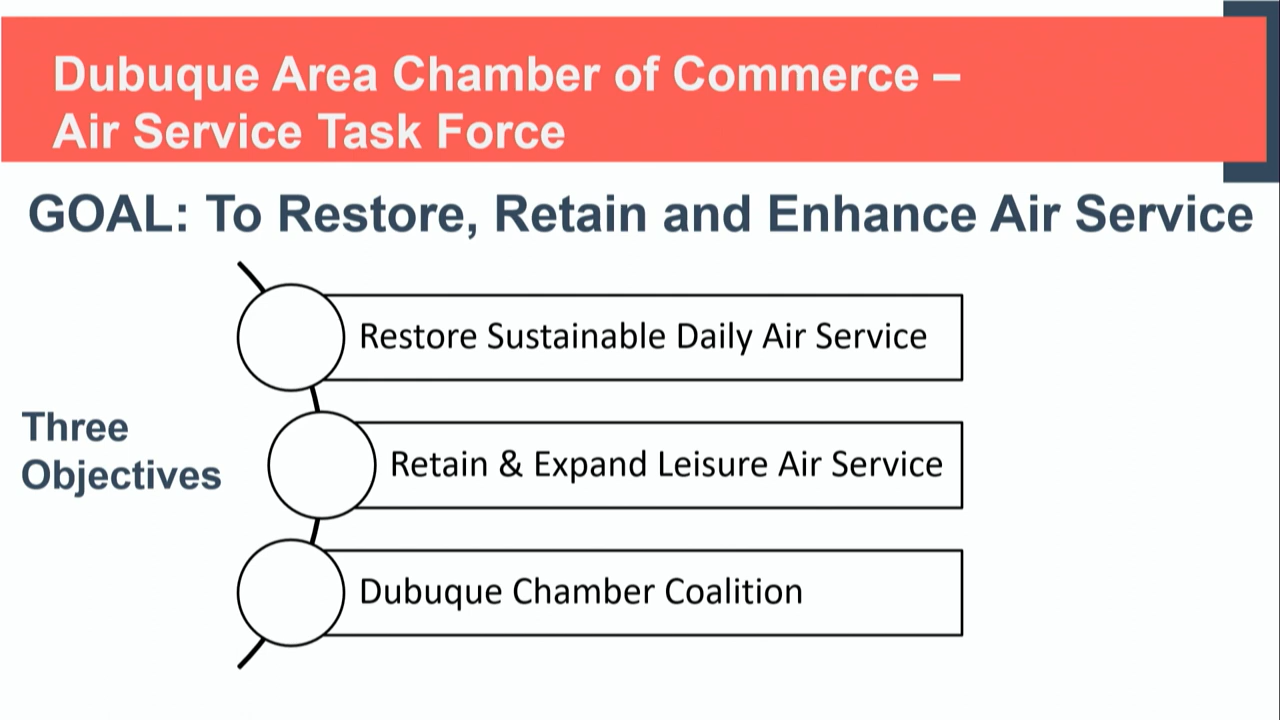 Dubuque Area Chamber of Commerce –
Air Service Task Force
GOAL: To Restore, Retain and Enhance Air Service
Three
Objectives
Restore Sustainable Daily Air Service
Retain & Expand Leisure Air Service
Dubuque Chamber Coalition